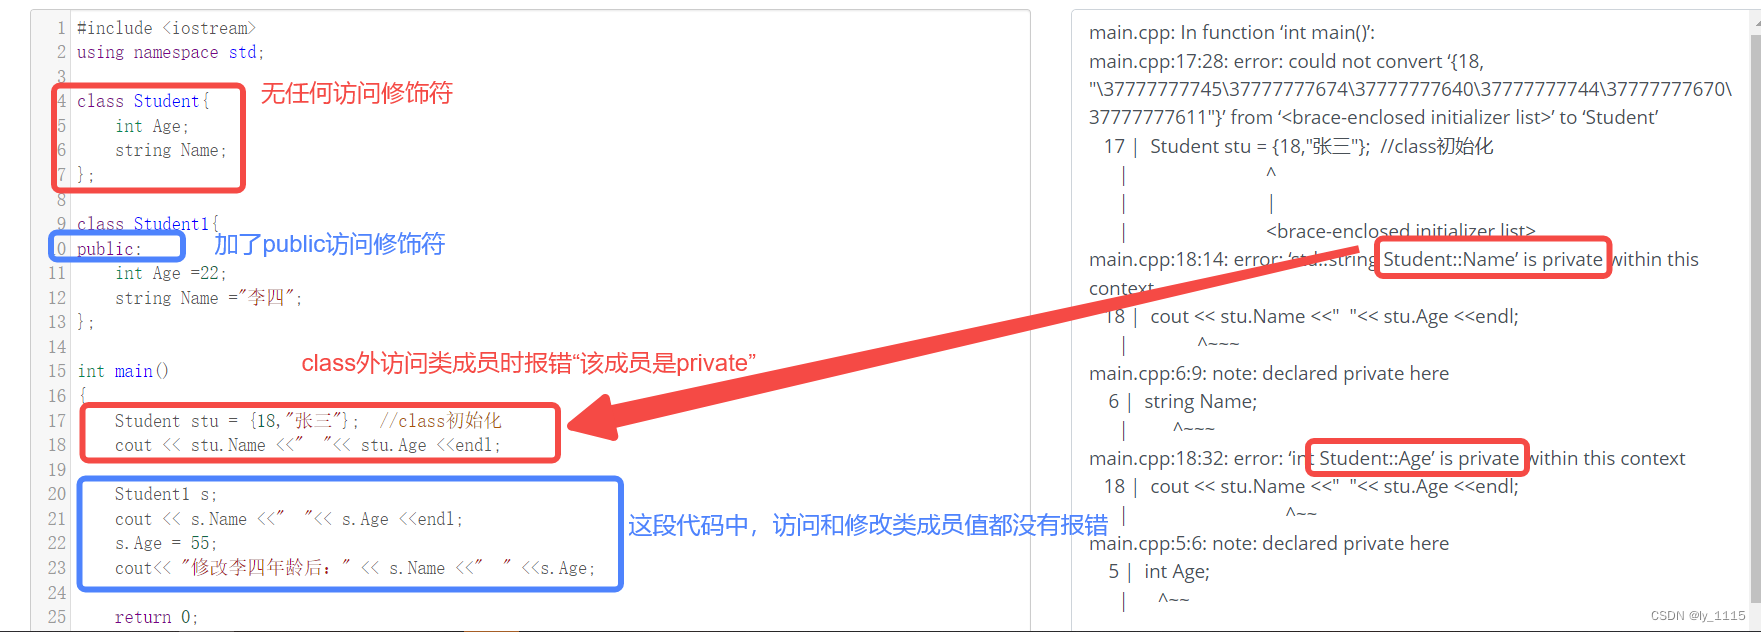 1 #include <iostream>
2 using namespace std;
3
4 class Student{
无任何访问修饰符
5 int Age;
6 string Name;
7 };
8
9 class Student1{
0 public:
加了public访问修饰符
11 int Age =22;
12 string Name ="李四";
13 };
14
class外访问类成员时报错“该成员是private”
15 int main()
16 {
17 Student stu = {18,"张三"}; //class初始化
18 cout << stu.Name <<" "<< stu.Age <<endl;
19
20 Student1 s;
21 cout << s.Name <<" "<< s.Age <<endl;
这段代码中，访问和修改类成员值都没有报错
22 s.Age = 55;
23 cout<< "修改李四年龄后：" << s.Name <<" " <<s.Age;
24
25 return 0;
main.cpp: In function ‘int main()’:
main.cpp:17:28: error: could not convert ‘{18,
"\37777777745\37777777674\37777777640\37777777744\37777777670\
37777777611"}’ from ‘<brace-enclosed initializer list>’ to ‘Student’
17 | Student stu = {18,"张三"}; //class初始化
| ^
| |
| <brace-enclosed initializer list>
main.cpp:18:14: error: ‘std::string Student::Name’ is private within this
context
18 | cout << stu.Name <<" "<< stu.Age <<endl;
| ^~~~
main.cpp:6:9: note: declared private here
6 | string Name;
| ^~~~
main.cpp:18:32: error: ‘int Student::Age’ is private within this context
18 | cout << stu.Name <<" "<< stu.Age <<endl;
| ^~~
main.cpp:5:6: note: declared private here
5 | int Age;
| ^~~
CSDN @ly_1115